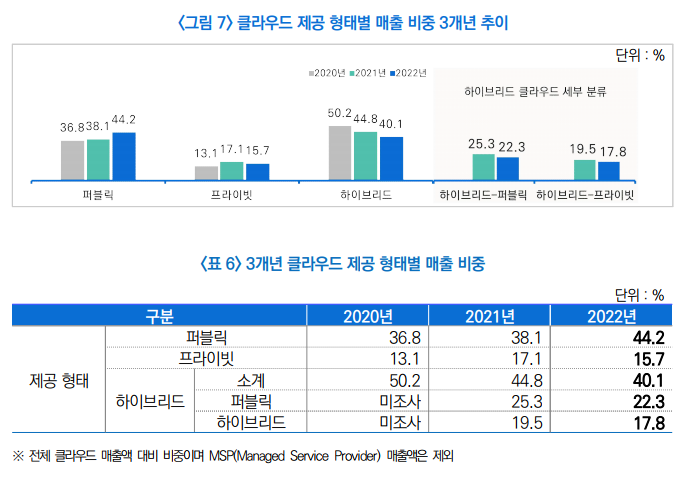 <그림 7> 클라우드 제공 형태별 매출 비중 3개년 추이
단위 : %
2020년 2021년 2022년
하이브리드 클라우드 세부 분류
36.8 38.1 44.2
13.1 17.1 15.7
50.2 44.8 40.1
25.3 22.3
19.5 17.8
퍼블릭 프라이빗 하이브리드 하이브리드-퍼블릭 하이브리드-프라이빗
<표 6> 3개년 클라우드 제공 형태별 매출 비중
단위 : %
구분 2020년 2021년 2022년
퍼블릭 36.8 38.1 44.2
프라이빗 13.1 17.1 15.7
제공 형태 소계 50.2 44.8 40.1
하이브리드 퍼블릭 미조사 25.3 22.3
하이브리드 미조사 19.5 17.8
※ 전체 클라우드 매출액 대비 비중이며 MSP(Managed Service Provider) 매출액은 제외